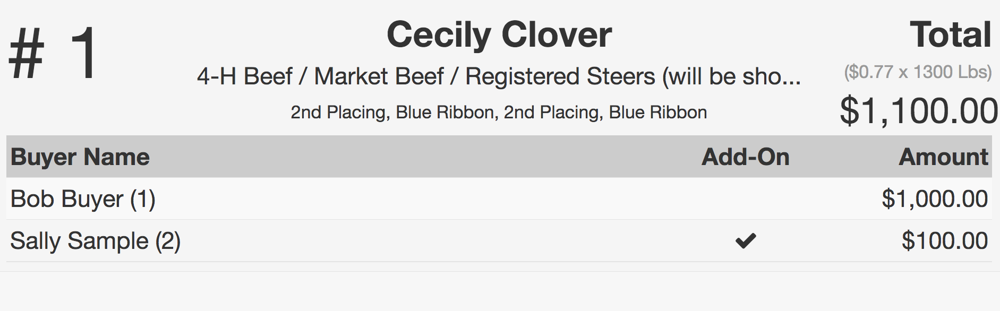 # 1
Cecily Clover
4-H Beef / Market Beef / Registered Steers (will be sho...
2nd Placing, Blue Ribbon, 2nd Placing, Blue Ribbon
Total
($0.77 x 1300 Lbs)
$1,100.00
Buyer Name Add-On Amount
Bob Buyer (1) $1,000.00
Sally Sample (2) ✔ $100.00